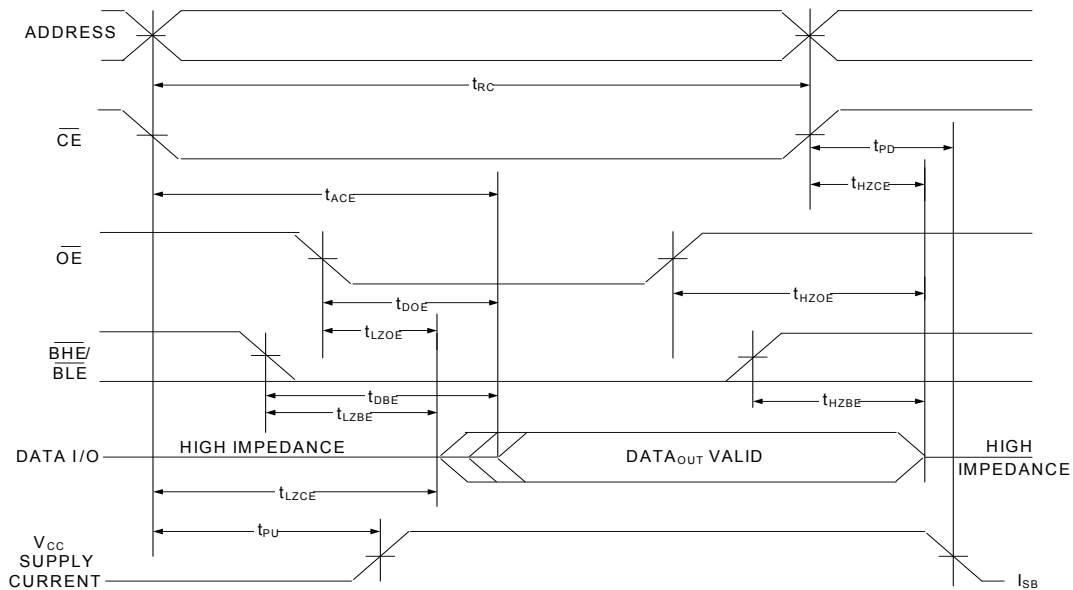 ADDRESS
tRC
CE
tPD
tHZCE
tACE
OE
tDOE
tHZOE
tLZOE
BHE/
BLE
tDBE
tHZBE
tLZBE
DATA I/O
HIGH IMPEDANCE
DATAOUT VALID
HIGH
IMPEDANCE
tLZCE
tPU
VCC
SUPPLY
CURRENT
ISB